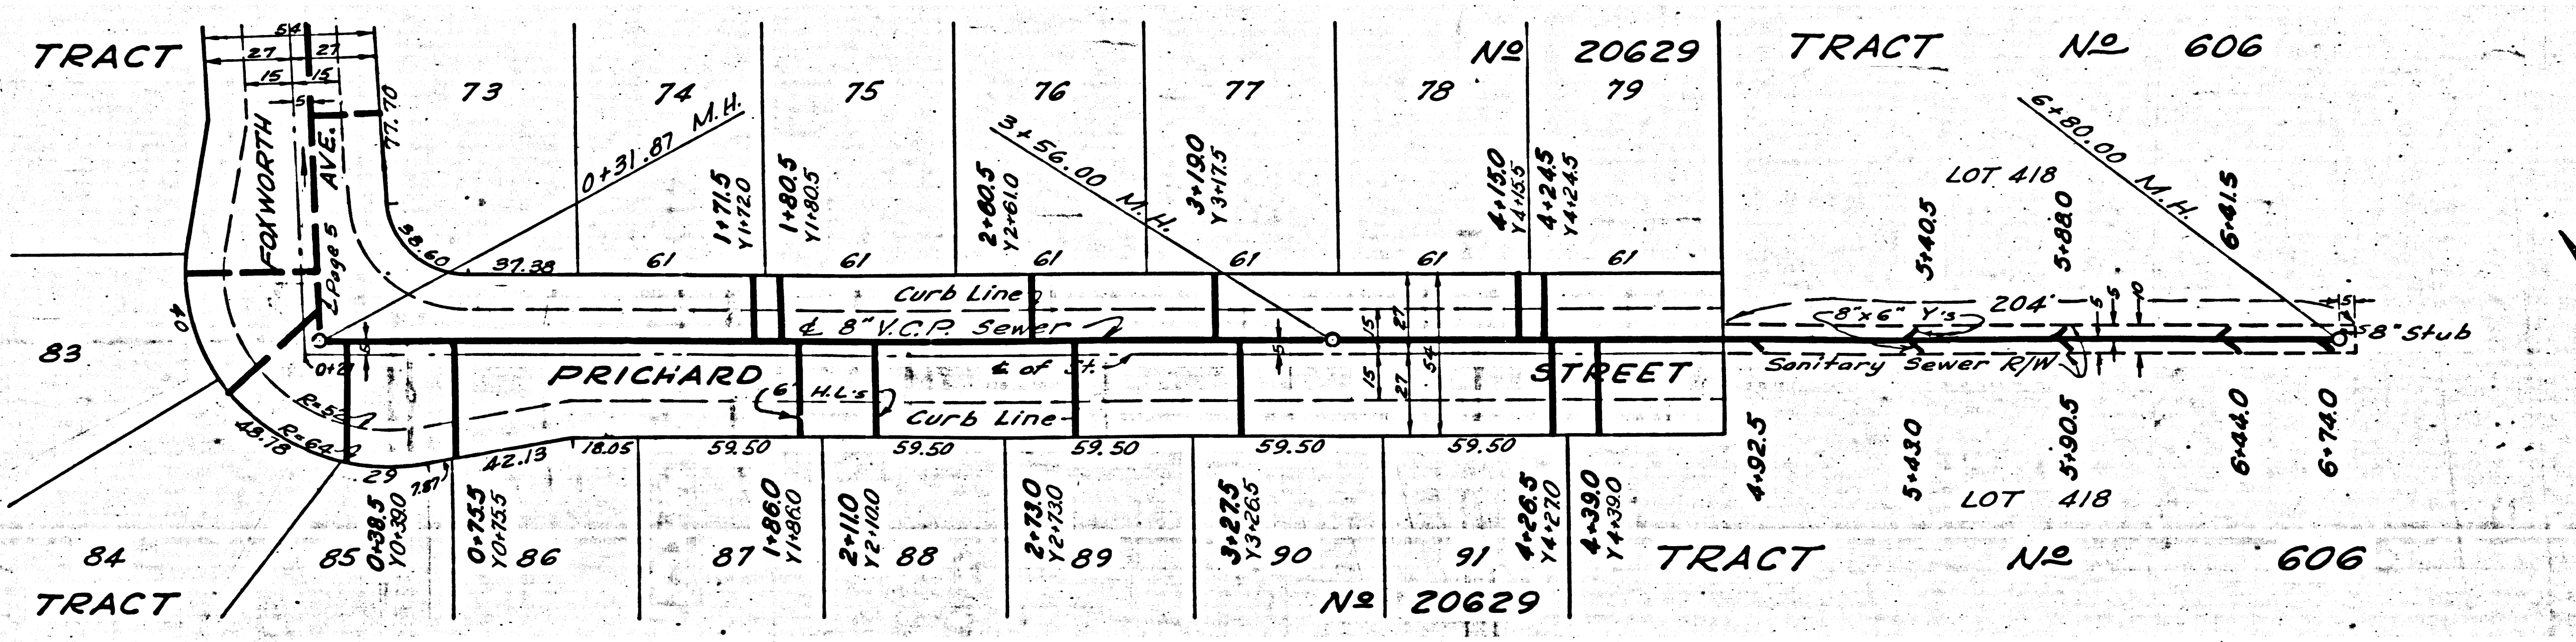 TRACT
54
27 27
15 15
5
FOXWORTH AVE.
Page 5
77.70
38.60
37.38
73
74
75
76
77
78
79
Nº 20629
TRACT Nº 606
0+31.87 M.H.
1+71.5
Y1+72.0
1+80.5
Y1+80.5
2+60.5
Y2+61.0
3+56.00 M.H.
3+19.0
Y3+17.5
4+15.0
Y4+15.5
4+24.5
Y4+24.5
LOT 418
5+40.5
5+88.0
6+80.00 M.H.
6+41.5
61
61
61
61
61
61
Curb Line
℄ 8" V.C.P. Sewer
5
0+21
PRICHARD STREET
6" H.L.'s
℄ of St.
Curb Line
5
15
15
27
27
54
8"x6" Y's
204'
5
5
10
5
8" Stub
Sanitary Sewer R/W
40
83
R=52
R=64
48.78
29
7.87
42.13
18.05
59.50
59.50
59.50
59.50
59.50
84
85
0+38.5
Y0+39.0
0+75.5
Y0+75.5
86
87
1+86.0
Y1+86.0
2+11.0
Y2+10.0
88
2+73.0
Y2+73.0
89
3+27.5
Y3+26.5
90
91
4+26.5
Y4+27.0
4+39.0
Y4+39.0
4+92.5
5+43.0
5+90.5
6+44.0
6+74.0
LOT 418
TRACT Nº 606
TRACT
Nº 20629